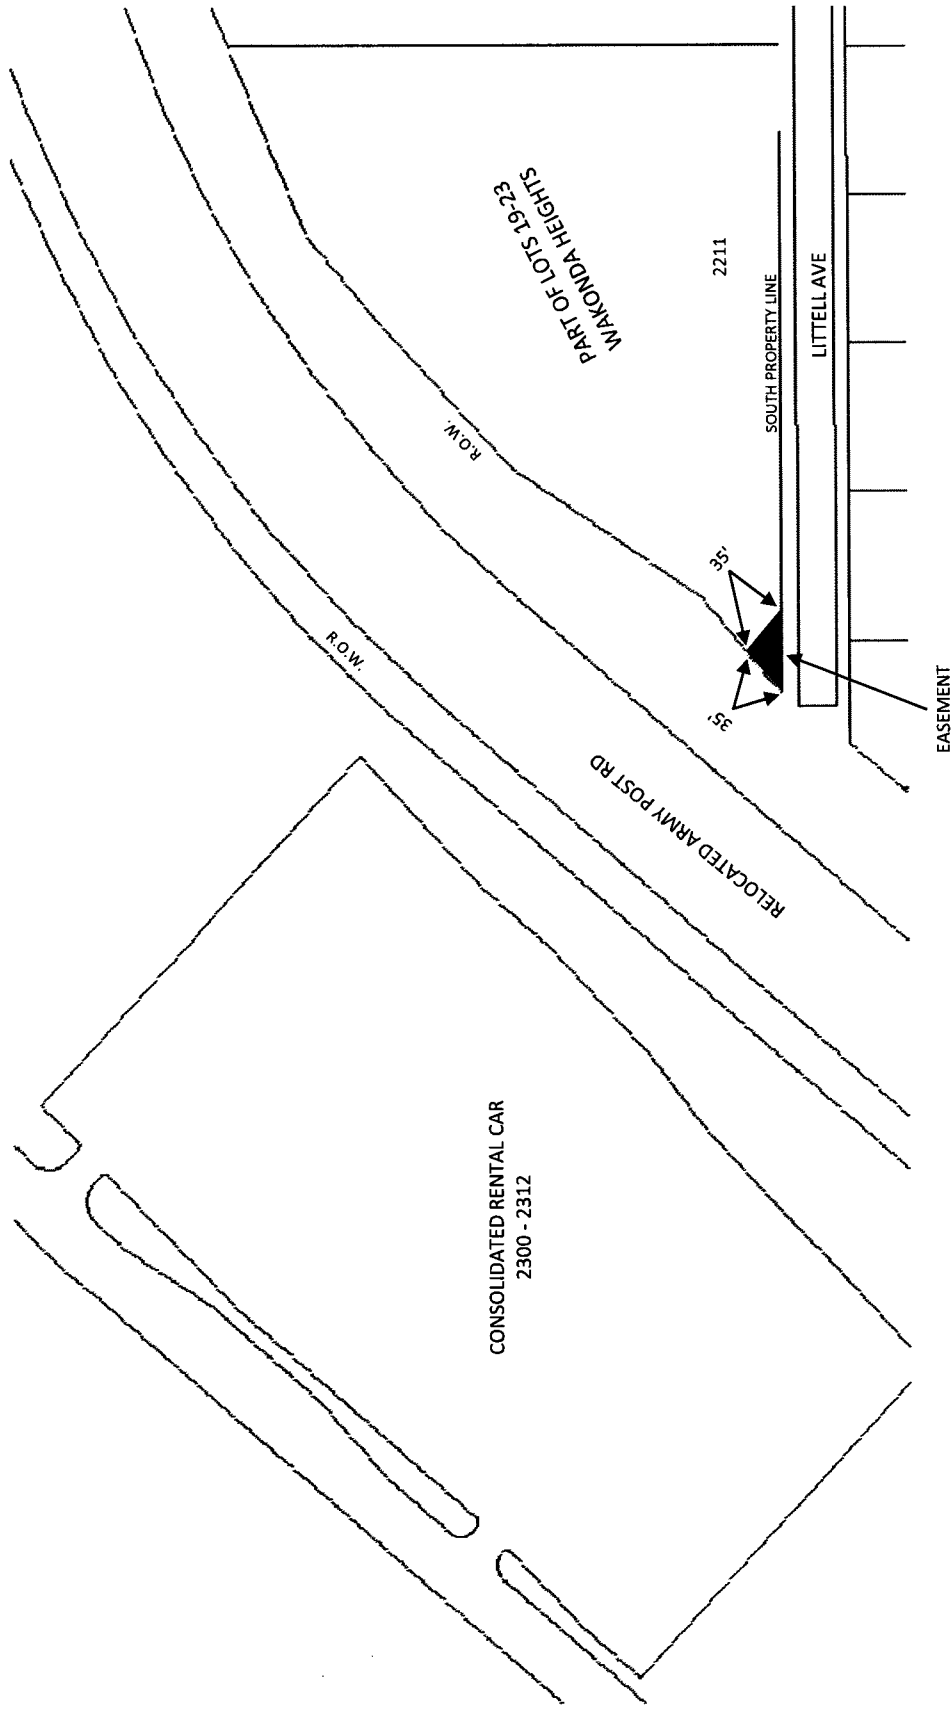 PART OF LOTS 19-23
WAKONDA HEIGHTS
2211
SOUTH PROPERTY LINE
LITTELL AVE
R.O.W.
R.O.W.
35'
35'
EASEMENT
RELOCATED ARMY POST RD
CONSOLIDATED RENTAL CAR
2300 - 2312